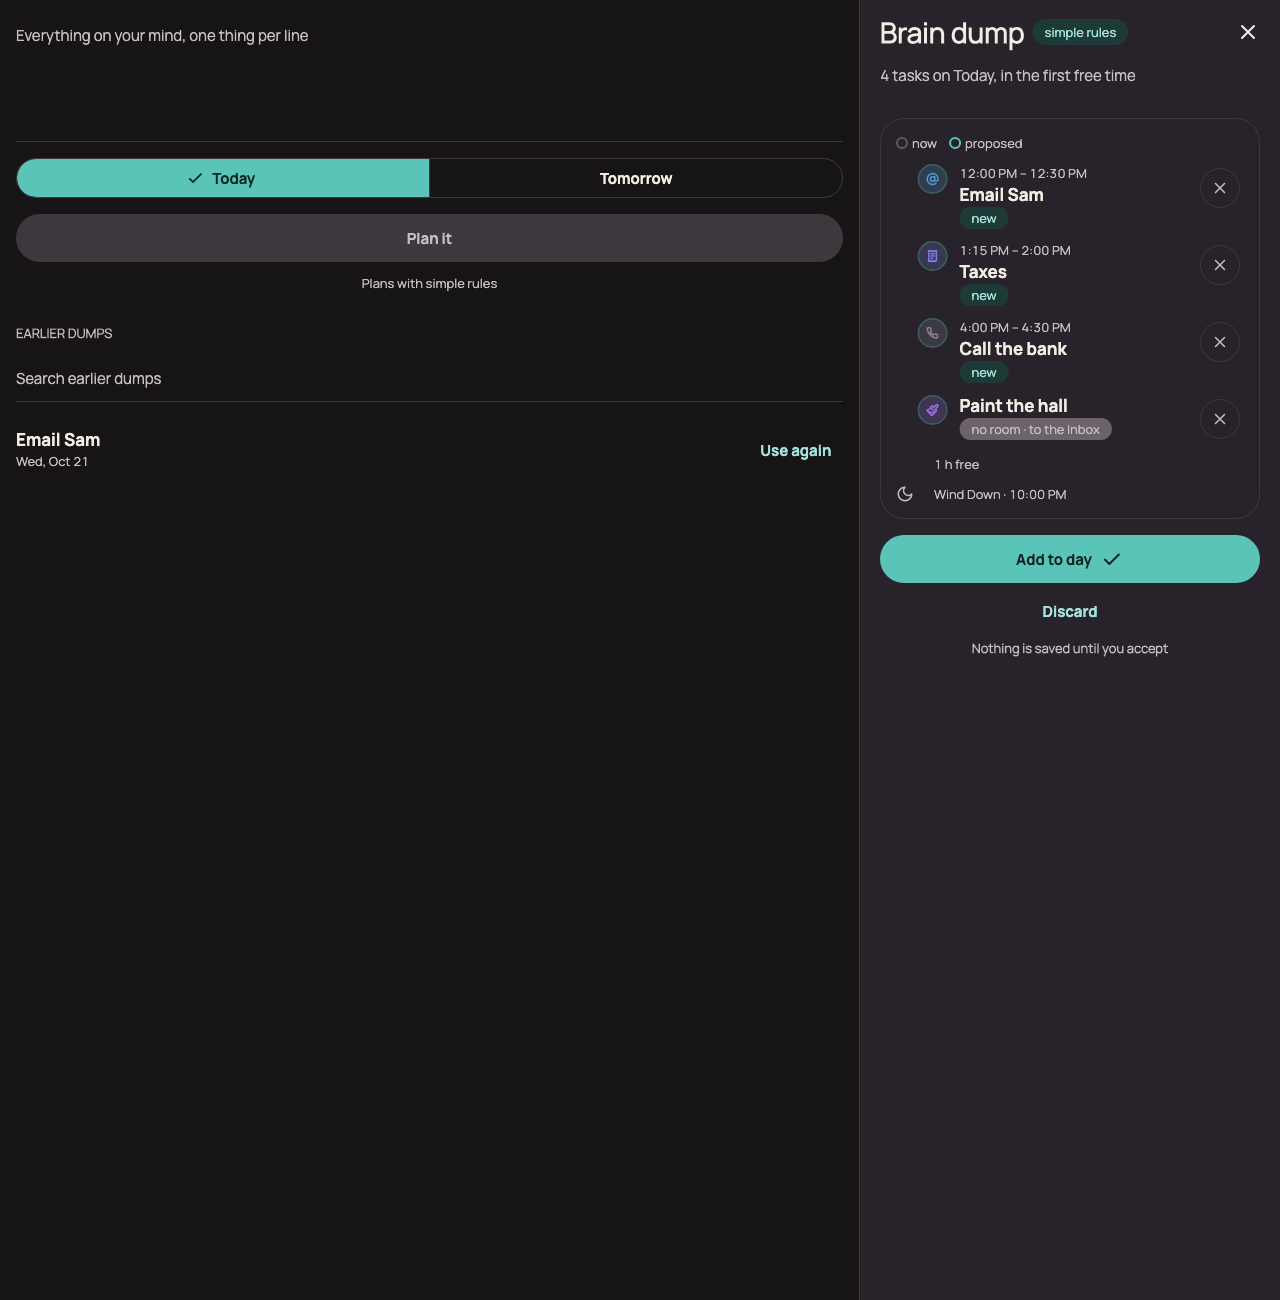 Everything on your mind, one thing per line
Today
Tomorrow
Plan it
Plans with simple rules
EARLIER DUMPS
Search earlier dumps
Email Sam
Wed, Oct 21
Use again
Brain dump
simple rules
4 tasks on Today, in the first free time
now
proposed
12:00 PM – 12:30 PM
Email Sam
new
1:15 PM – 2:00 PM
Taxes
new
4:00 PM – 4:30 PM
Call the bank
new
Paint the hall
no room · to the Inbox
1 h free
Wind Down · 10:00 PM
Add to day
Discard
Nothing is saved until you accept